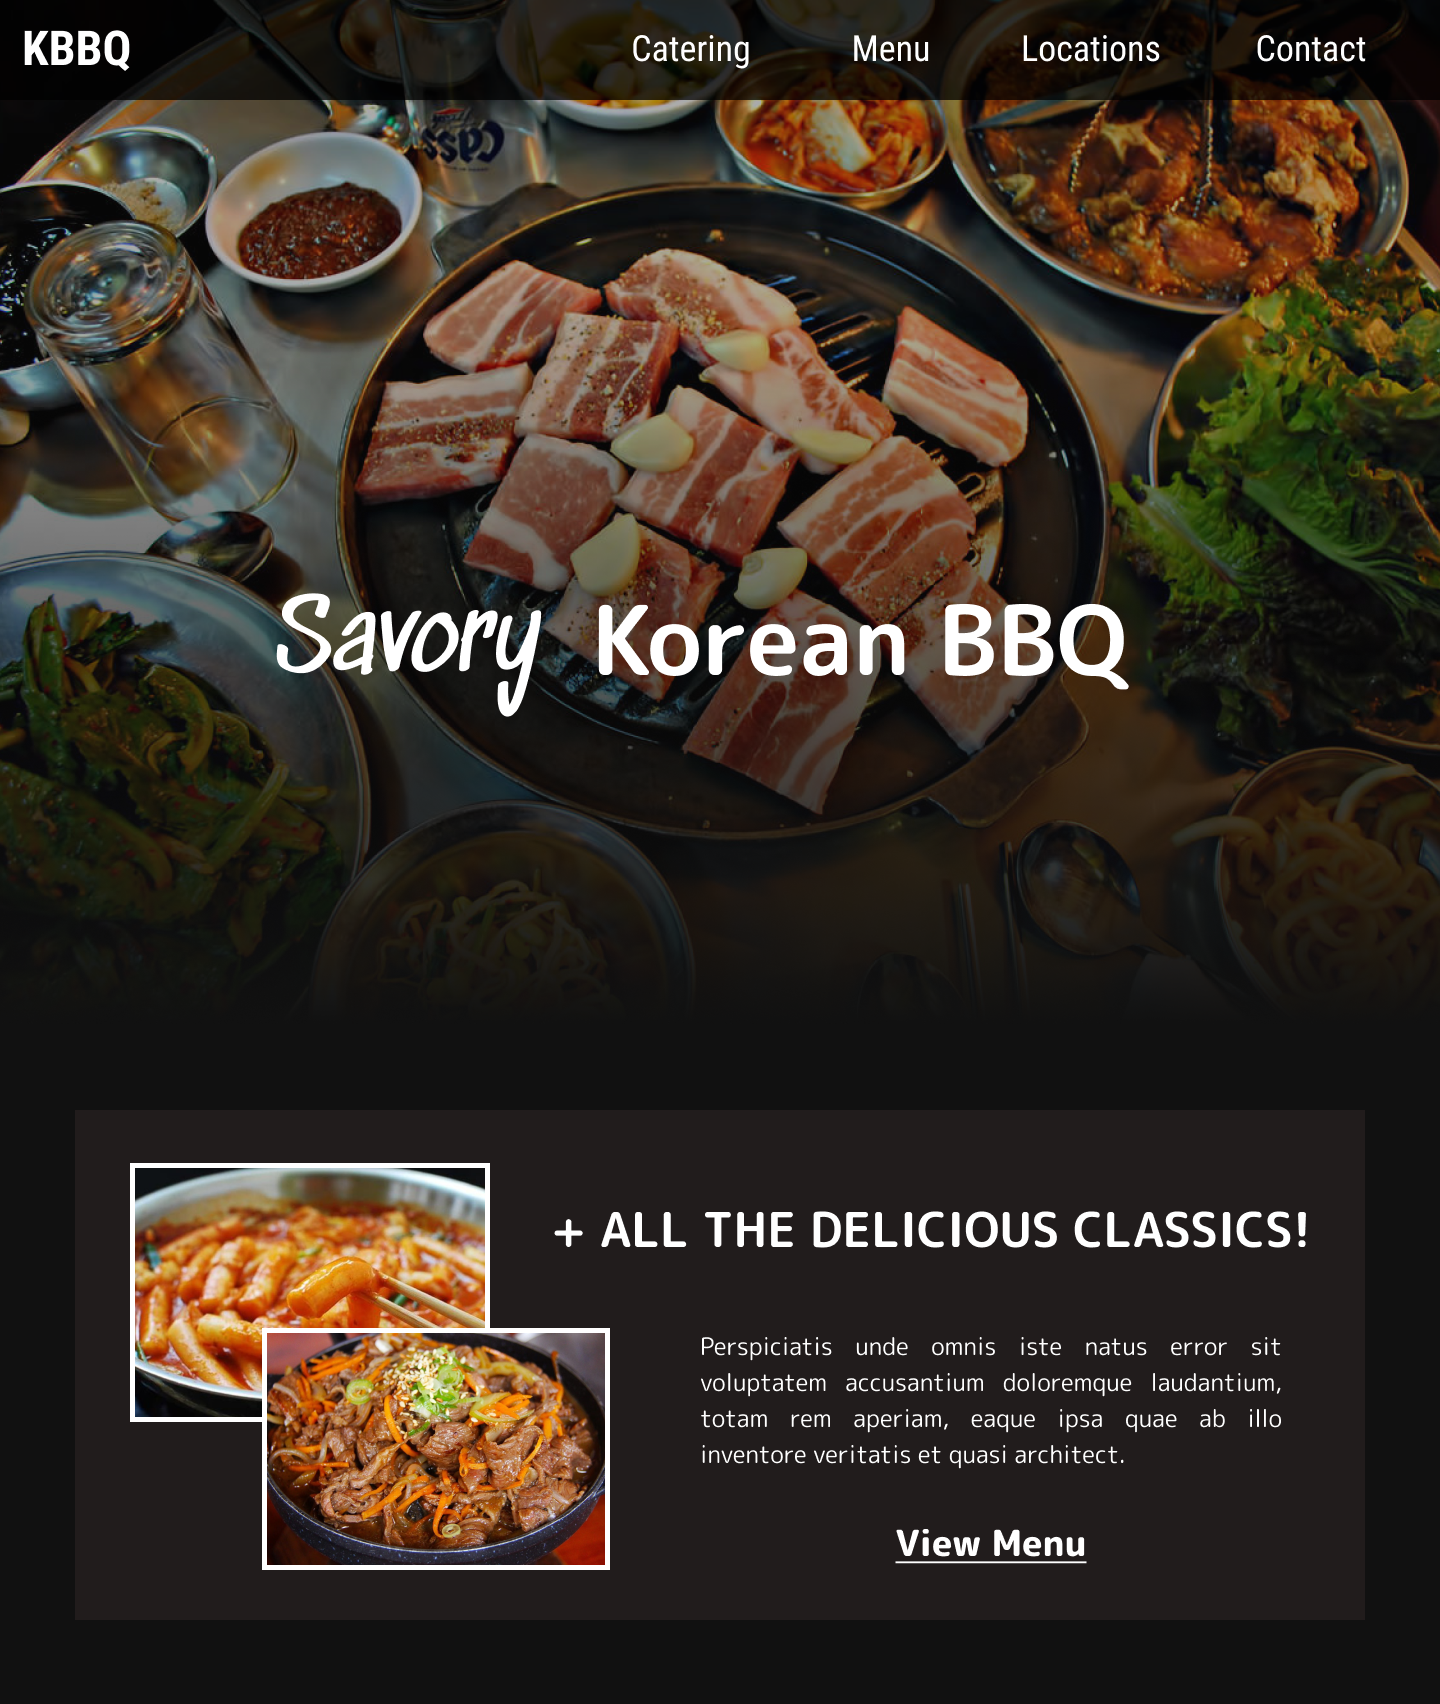 KBBQ Catering Menu Locations Contact
Cass
Savory Korean BBQ
+ ALL THE DELICIOUS CLASSICS!
Perspiciatis unde omnis iste natus error sit
voluptatem accusantium doloremque laudantium,
totam rem aperiam, eaque ipsa quae ab illo
inventore veritatis et quasi architect.
View Menu